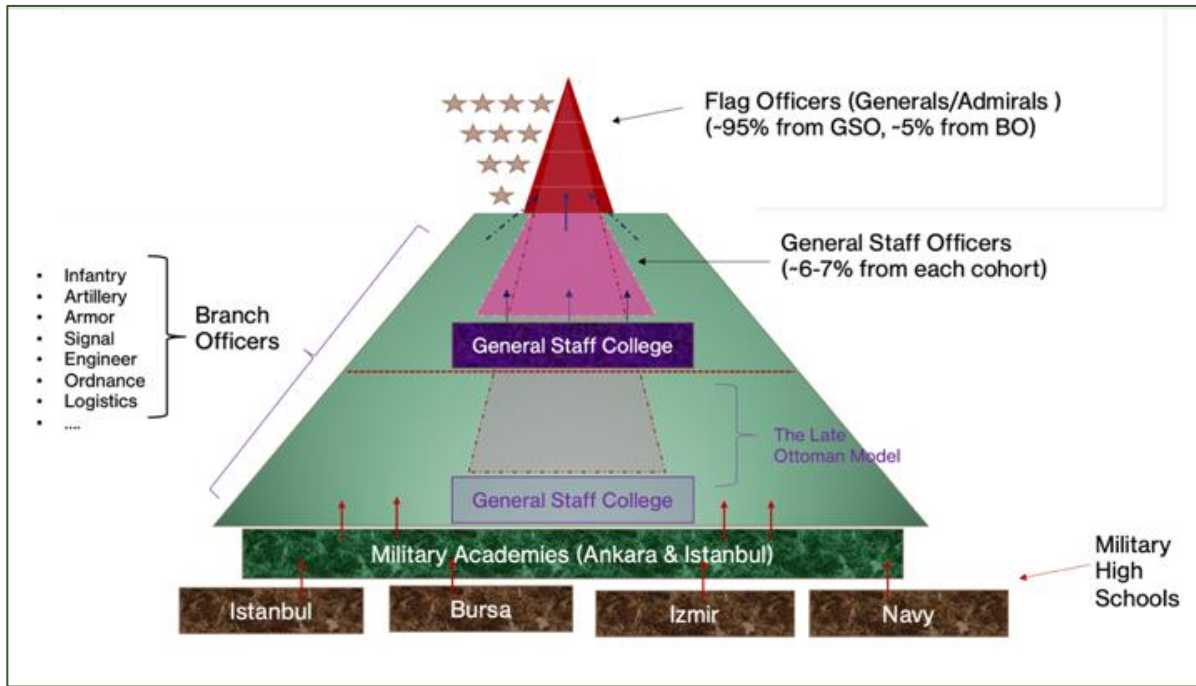 Flag Officers (Generals/Admirals )
(~95% from GSO, ~5% from BO)
General Staff Officers
(~6-7% from each cohort)
• Infantry
• Artillery
• Armor
• Signal
• Engineer
• Ordnance
• Logistics
• ....
Branch
Officers
General Staff College
The Late
Ottoman Model
General Staff College
Military Academies (Ankara & Istanbul)
Military
High
Schools
Istanbul
Bursa
Izmir
Navy